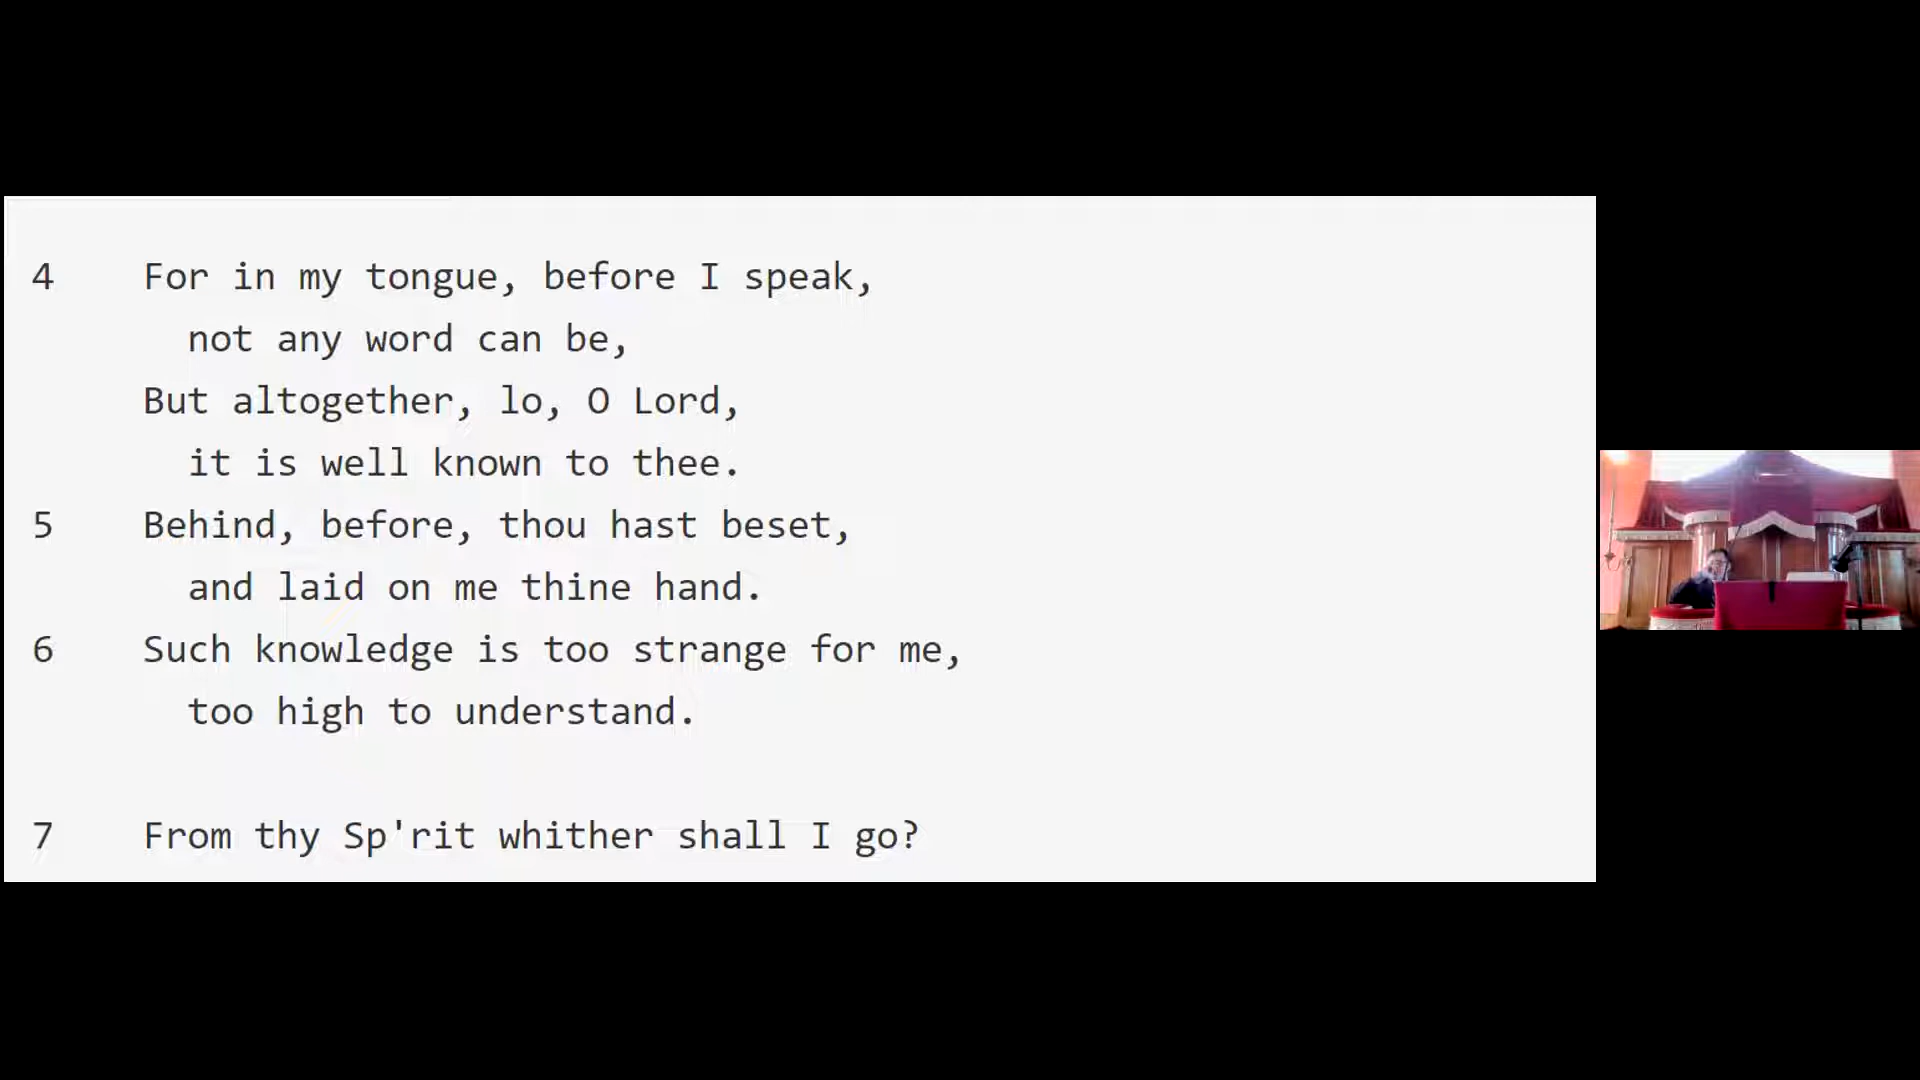 4 For in my tongue, before I speak,
not any word can be,
But altogether, lo, O Lord,
it is well known to thee.
5 Behind, before, thou hast beset,
and laid on me thine hand.
6 Such knowledge is too strange for me,
too high to understand.
7 From thy Sp'rit whither shall I go?